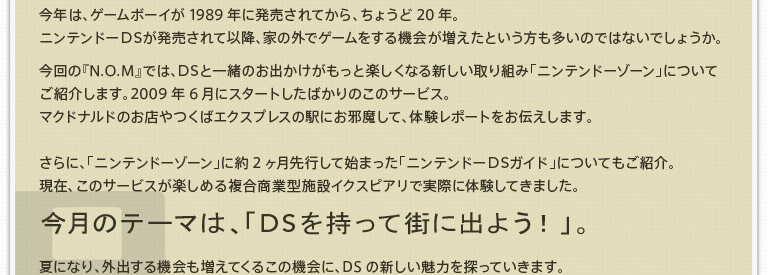 今年は、ゲームボーイが 1989 年に発売されてから、ちょうど 20 年。
ニンテンドーDSが発売されて以降、家の外でゲームをする機会が増えたという方も多いのではないでしょうか。
今回の『N.O.M』では、DSと一緒のお出かけがもっと楽しくなる新しい取り組み「ニンテンドーゾーン」について
ご紹介します。2009 年 6 月にスタートしたばかりのこのサービス。
マクドナルドのお店やつくばエクスプレスの駅にお邪魔して、体験レポートをお伝えします。
さらに、「ニンテンドーゾーン」に約 2 ヶ月先行して始まった「ニンテンドーDSガイド」についてもご紹介。
現在、このサービスが楽しめる複合商業型施設イクスピアリで実際に体験してきました。
今月のテーマは、「DSを持って街に出よう！」。
夏になり、外出する機会も増えてくるこの機会に、DS の新しい魅力を探っていきます。